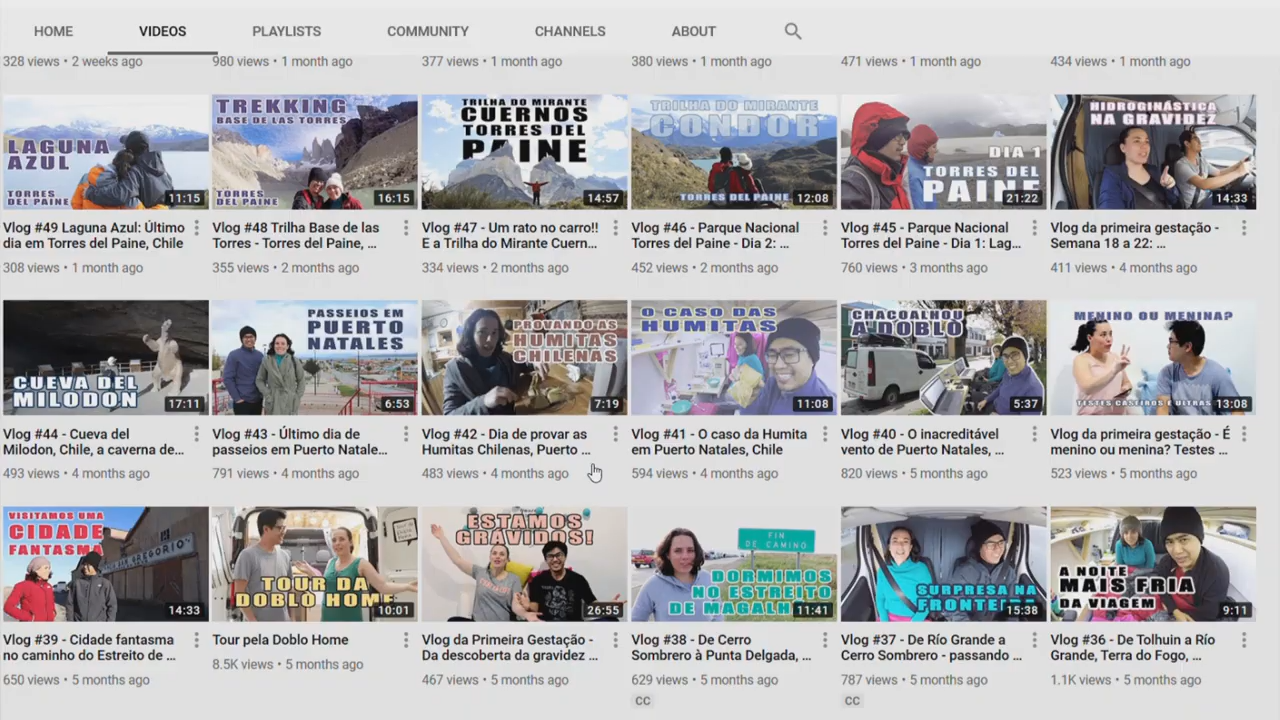 HOME VIDEOS PLAYLISTS COMMUNITY CHANNELS ABOUT
328 views • 2 weeks ago
980 views • 1 month ago
377 views • 1 month ago
380 views • 1 month ago
471 views • 1 month ago
434 views • 1 month ago
LAGUNA
AZUL
TORRES
DEL PAINE
11:15
TREKKING
BASE DE LAS TORRES
TORRES
DEL PAINE
16:15
TRILHA DO MIRANTE
CUERNOS
TORRES DEL
PAINE
14:57
TRILHA DO MIRANTE
CONDOR
TORRES DEL PAINE
12:08
DIA 1
TORRES DEL
PAINE
21:22
HIDROGINÁSTICA
NA GRAVIDEZ
14:33
Vlog #49 Laguna Azul: Último
dia em Torres del Paine, Chile
308 views • 1 month ago
Vlog #48 Trilha Base de las
Torres - Torres del Paine, ...
355 views • 2 months ago
Vlog #47 - Um rato no carro!!
E a Trilha do Mirante Cuern...
334 views • 2 months ago
Vlog #46 - Parque Nacional
Torres del Paine - Dia 2: ...
452 views • 2 months ago
Vlog #45 - Parque Nacional
Torres del Paine - Dia 1: Lag...
760 views • 3 months ago
Vlog da primeira gestação -
Semana 18 a 22: ...
411 views • 4 months ago
CUEVA DEL
MILODON
17:11
PASSEIOS EM
PUERTO
NATALES
6:53
PROVANDO AS
HUMITAS
CHILENAS
7:19
O CASO DAS
HUMITAS
11:08
CHACOALHOU
A DOBLÒ
5:37
MENINO OU MENINA?
TESTES CASEIROS E ULTRAS
13:08
Vlog #44 - Cueva del
Milodon, Chile, a caverna de...
493 views • 4 months ago
Vlog #43 - Último dia de
passeios em Puerto Natale...
791 views • 4 months ago
Vlog #42 - Dia de provar as
Humitas Chilenas, Puerto ...
483 views • 4 months ago
Vlog #41 - O caso da Humita
em Puerto Natales, Chile
594 views • 4 months ago
Vlog #40 - O inacreditável
vento de Puerto Natales, ...
820 views • 5 months ago
Vlog da primeira gestação - É
menino ou menina? Testes ...
523 views • 5 months ago
VISITAMOS UMA
CIDADE
FANTASMA
GREGORIO
14:33
TOUR DA
DOBLÒ HOME
10:01
ESTAMOS
GRÁVIDOS!
26:55
FIN
DE CAMINO
DORMIMOS
NO ESTREITO
DE MAGALH
11:41
SURPRESA NA
FRONTEI
15:38
A NOITE
MAIS FRIA
DA VIAGEM
9:11
Vlog #39 - Cidade fantasma
no caminho do Estreito de ...
650 views • 5 months ago
Tour pela Doblo Home
8.5K views • 5 months ago
Vlog da Primeira Gestação -
Da descoberta da gravidez ...
467 views • 5 months ago
Vlog #38 - De Cerro
Sombrero à Punta Delgada, ...
629 views • 5 months ago
CC
Vlog #37 - De Río Grande a
Cerro Sombrero - passando ...
787 views • 5 months ago
CC
Vlog #36 - De Tolhuin a Río
Grande, Terra do Fogo, ...
1.1K views • 5 months ago